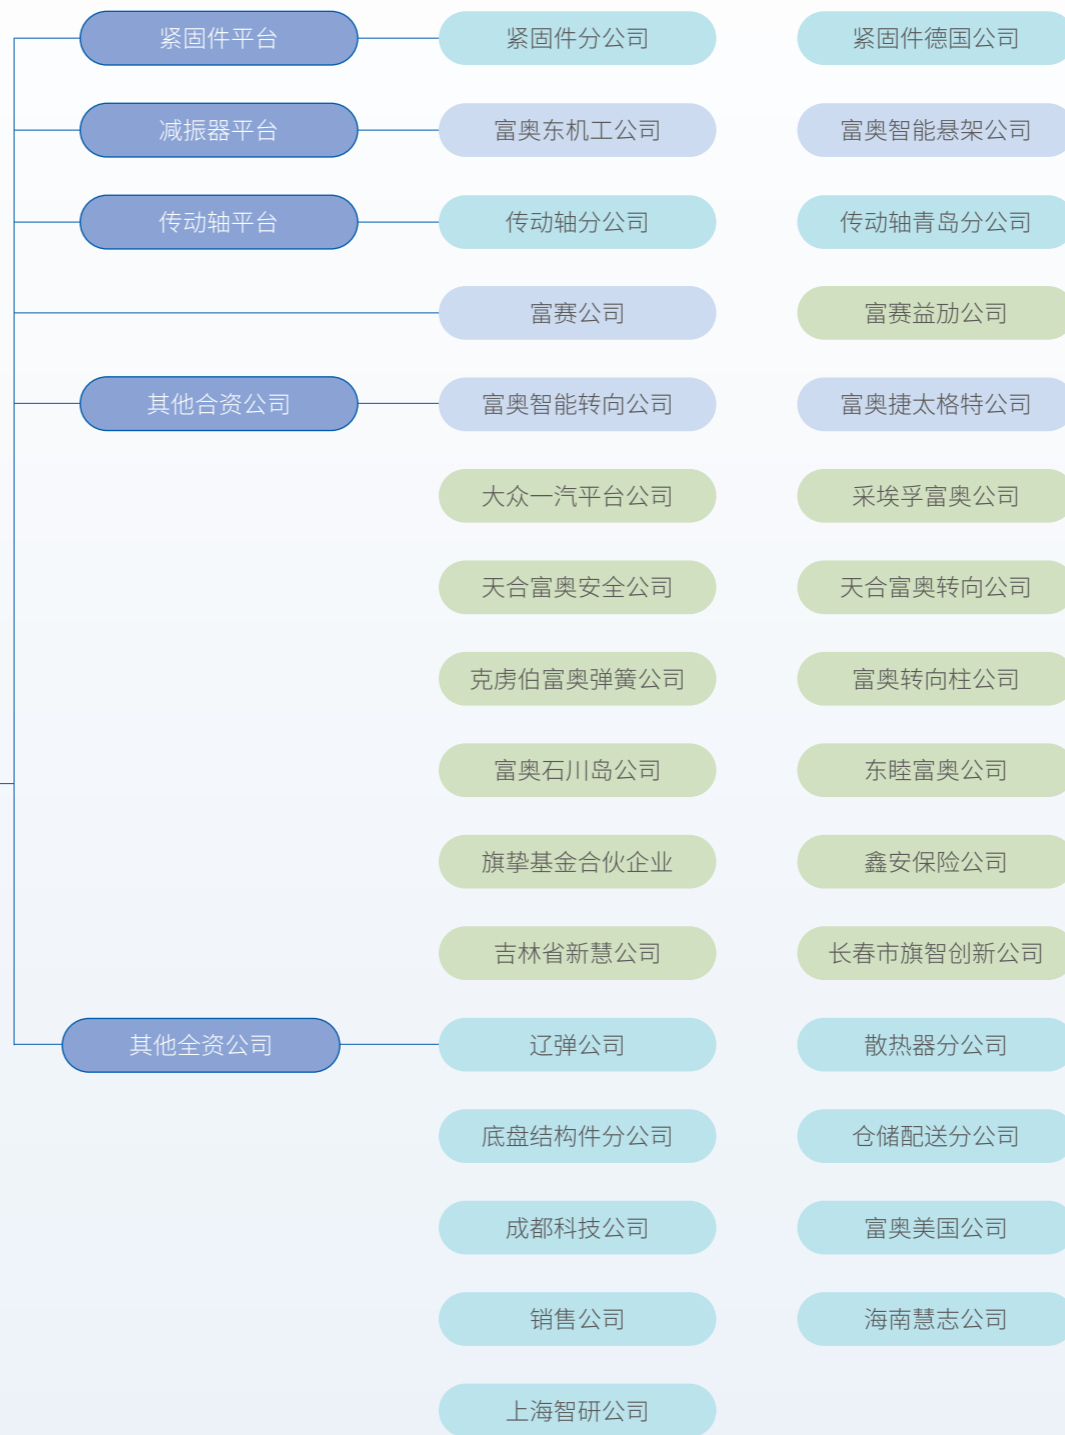 紧固件平台 紧固件分公司 紧固件德国公司
减振器平台 富奥东机工公司 富奥智能悬架公司
传动轴平台 传动轴分公司 传动轴青岛分公司
富赛公司 富赛益劢公司
其他合资公司 富奥智能转向公司 富奥捷太格特公司
大众一汽平台公司 采埃孚富奥公司
天合富奥安全公司 天合富奥转向公司
克虏伯富奥弹簧公司 富奥转向柱公司
富奥石川岛公司 东睦富奥公司
旗挚基金合伙企业 鑫安保险公司
吉林省新慧公司 长春市旗智创新公司
其他全资公司 辽弹公司 散热器分公司
底盘结构件分公司 仓储配送分公司
成都科技公司 富奥美国公司
销售公司 海南慧志公司
上海智研公司